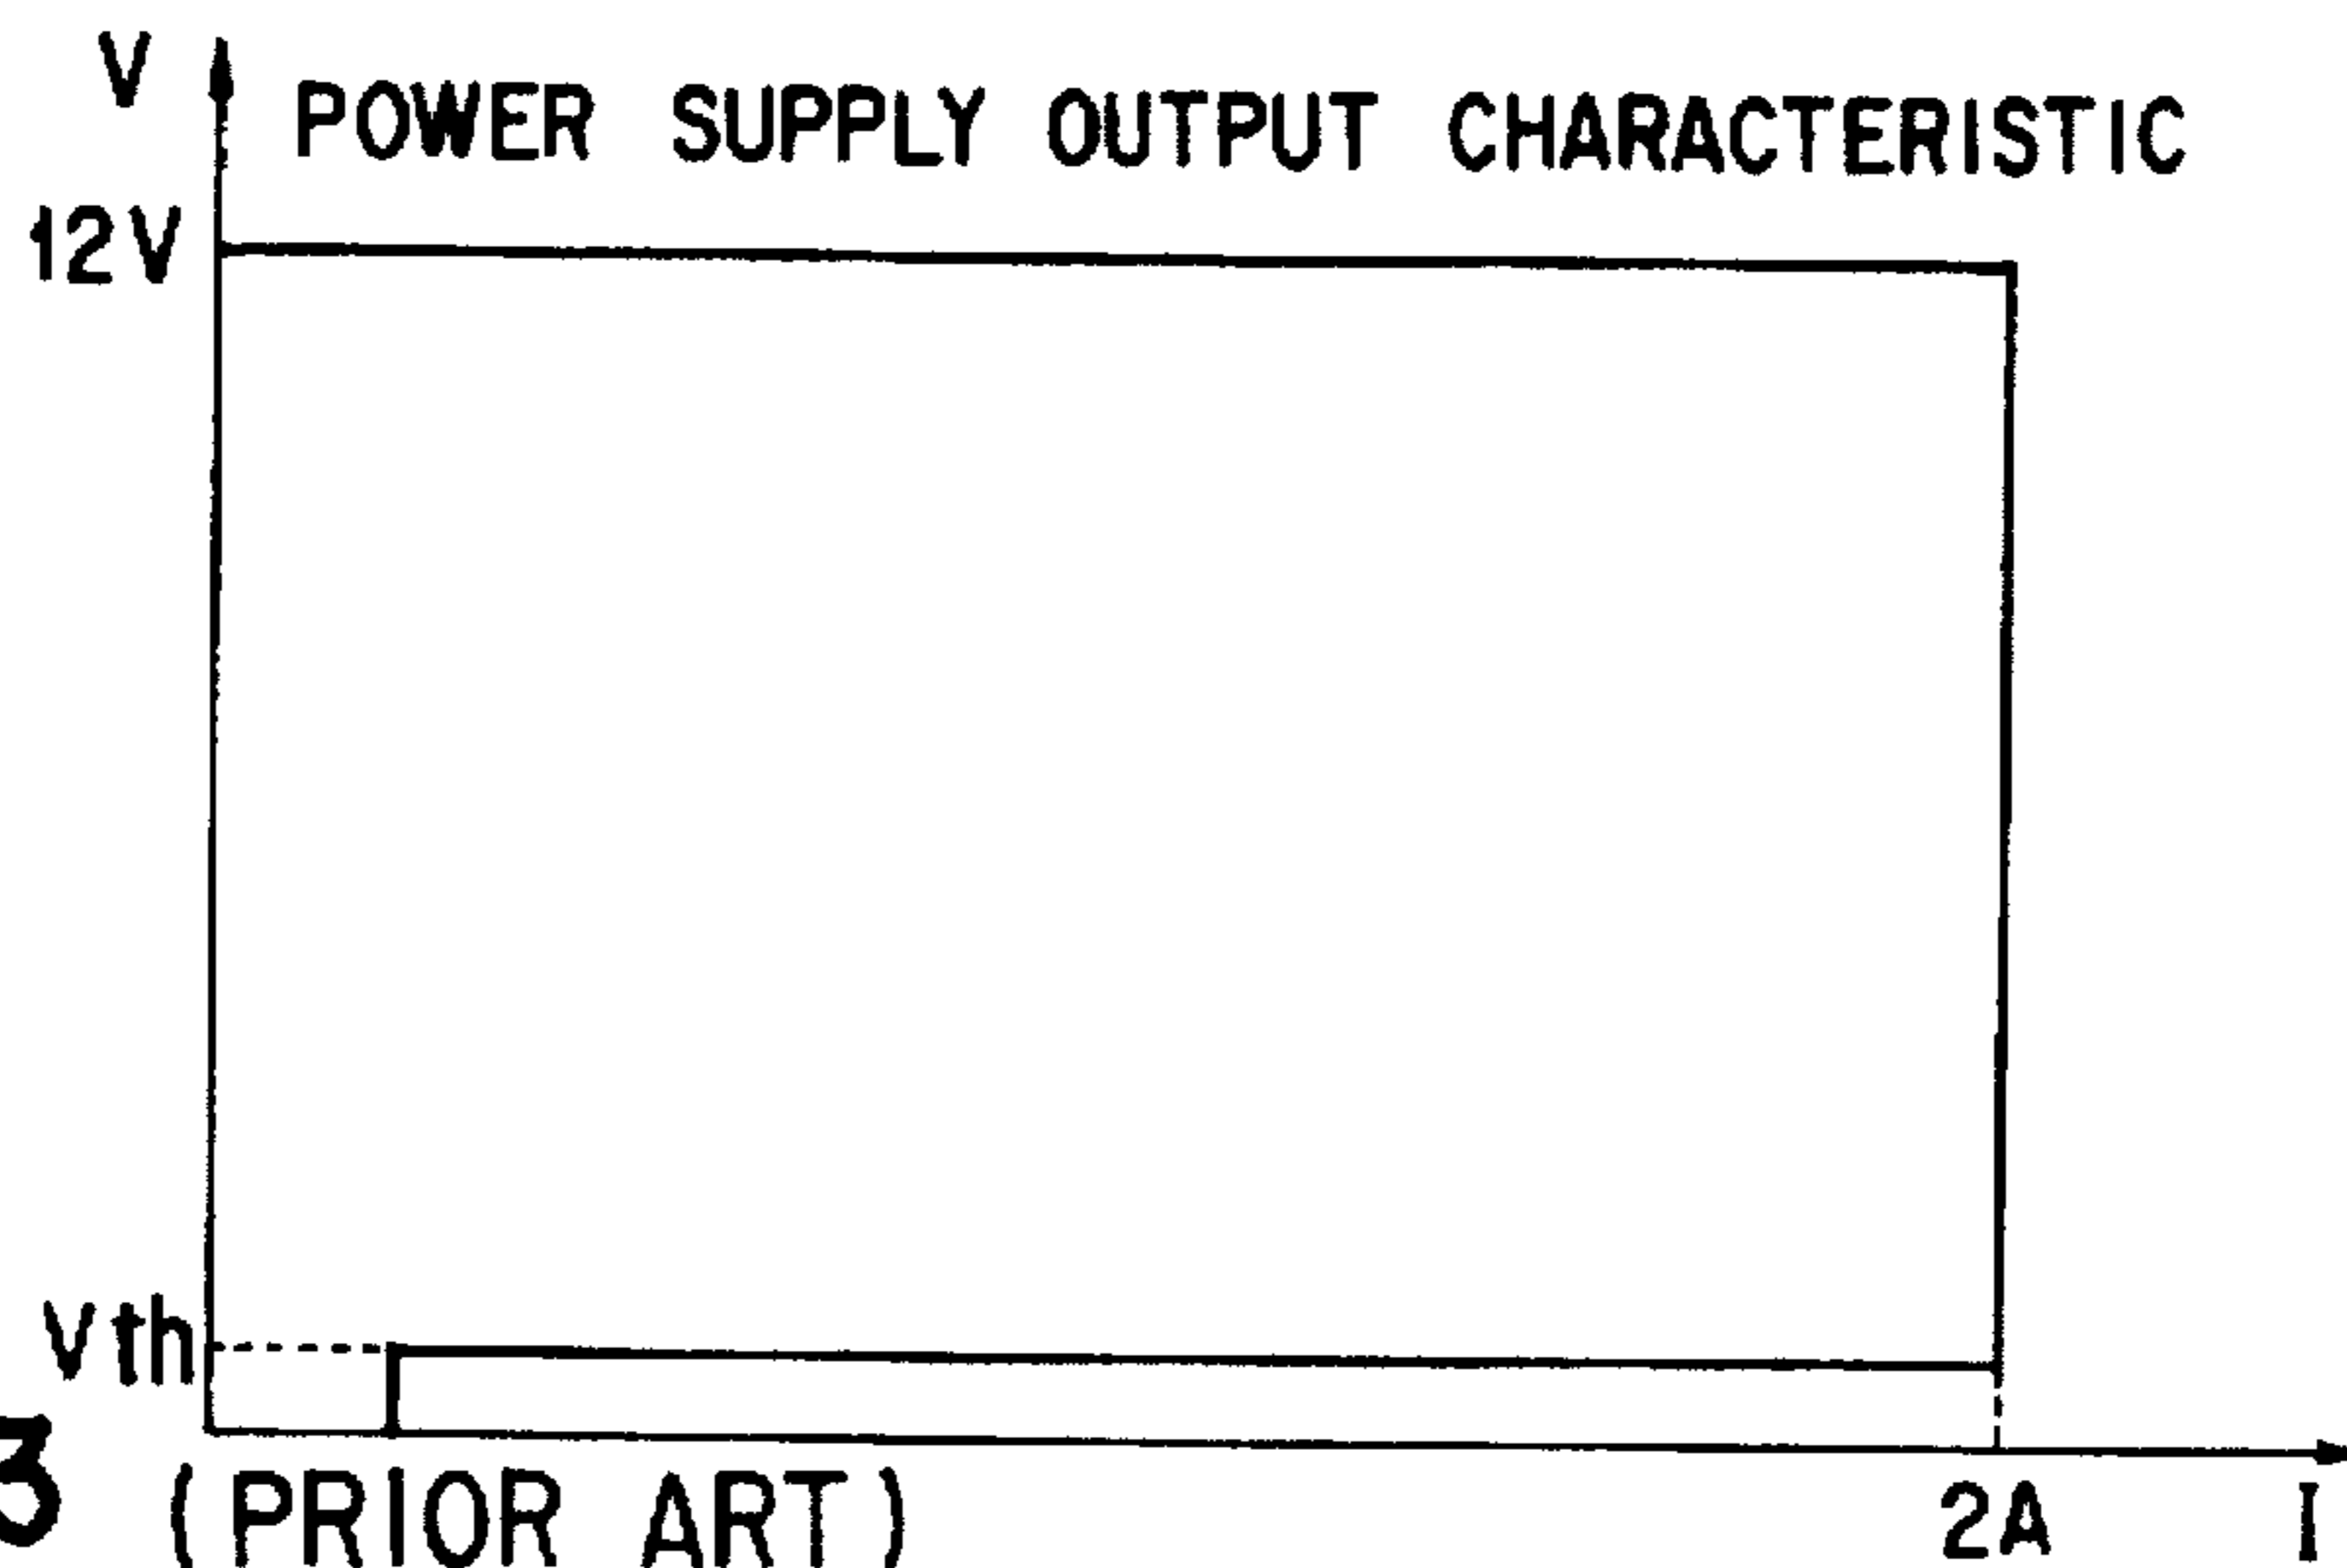 V
POWER SUPPLY OUTPUT CHARACTERISTIC
12V
Vth
3
(PRIOR ART)
2A
I